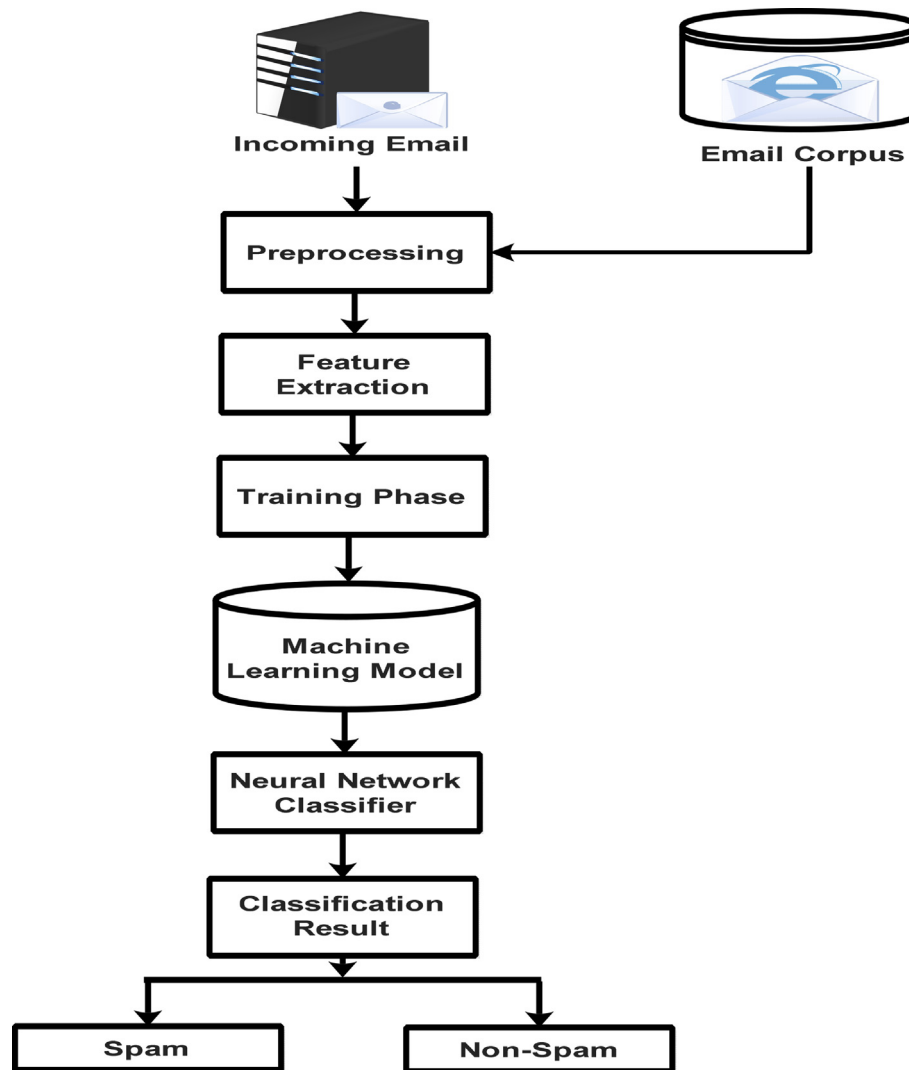 Incoming Email
Email Corpus
Preprocessing
Feature
Extraction
Training Phase
Machine
Learning Model
Neural Network
Classifier
Classification
Result
Spam
Non-Spam